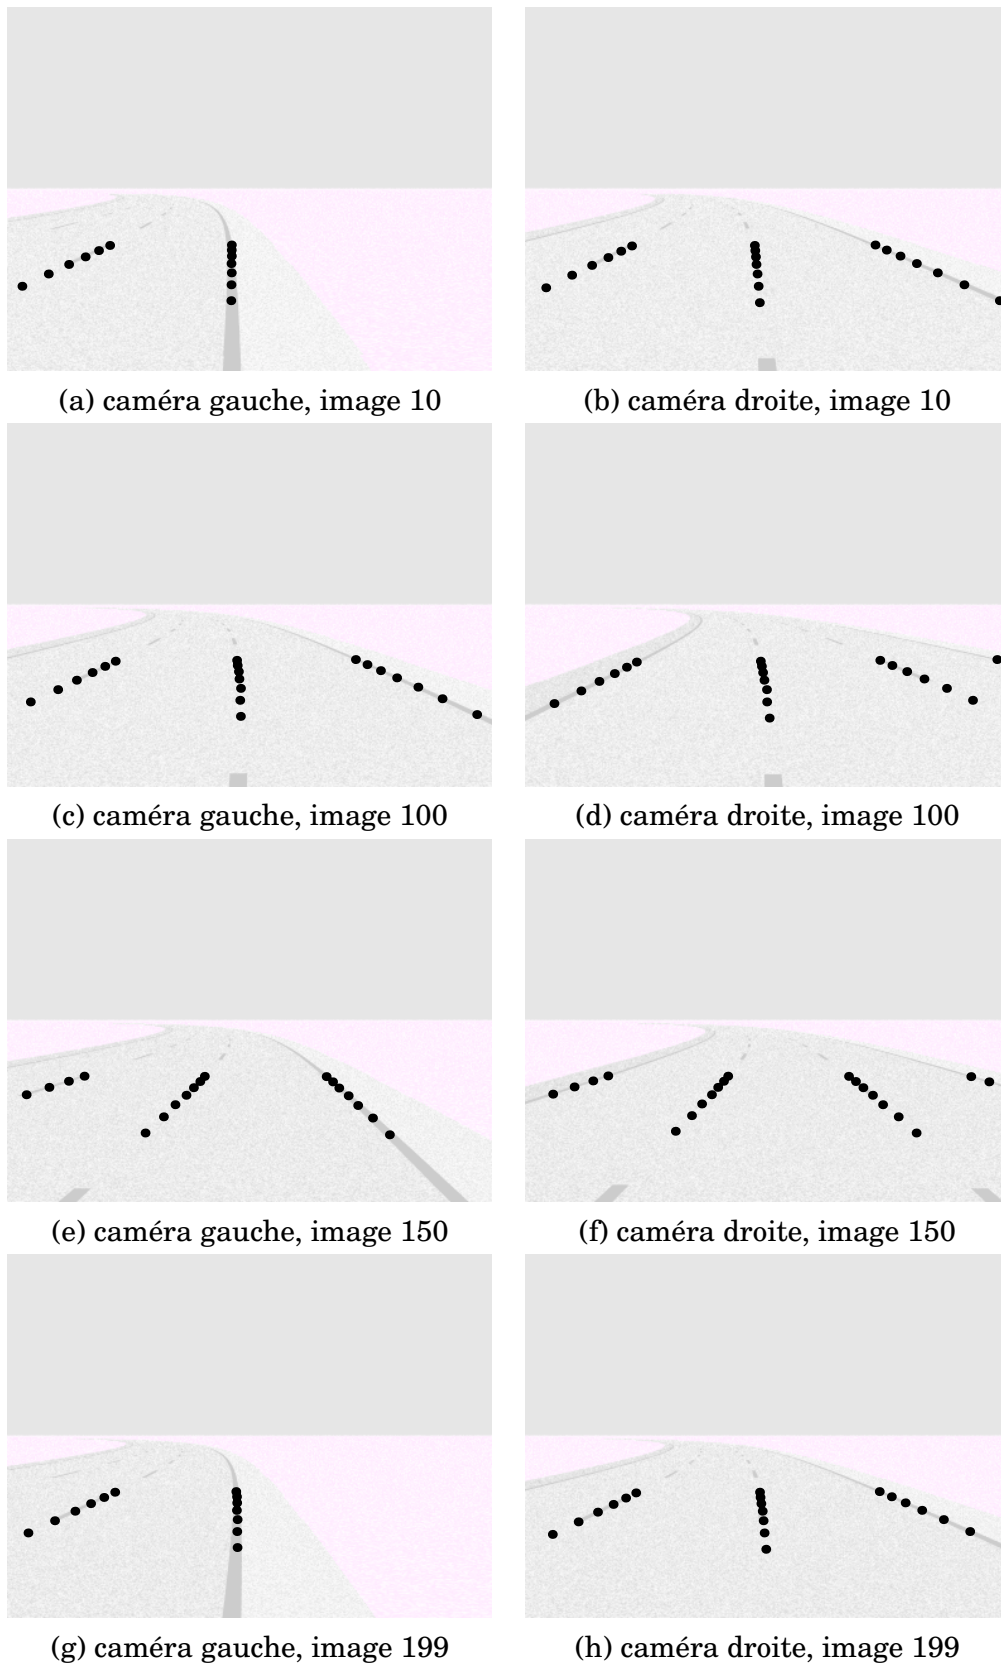 (a) caméra gauche, image 10
(b) caméra droite, image 10
(c) caméra gauche, image 100
(d) caméra droite, image 100
(e) caméra gauche, image 150
(f) caméra droite, image 150
(g) caméra gauche, image 199
(h) caméra droite, image 199